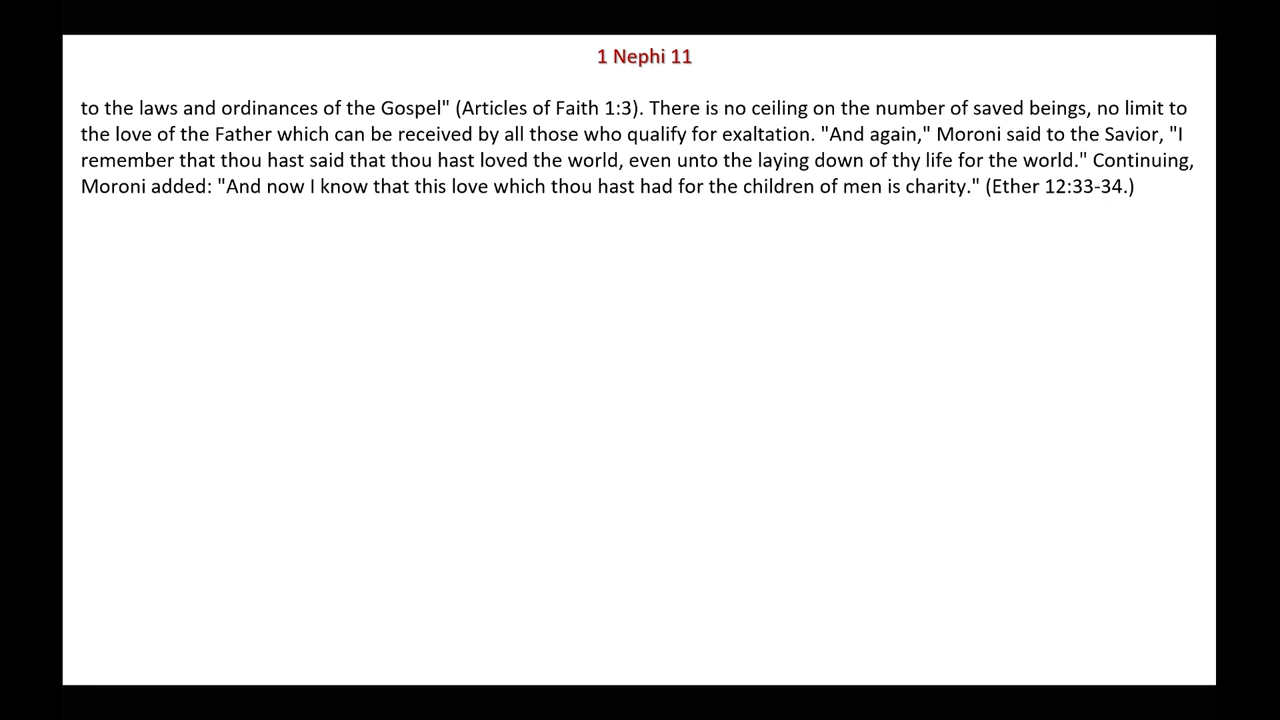 1 Nephi 11
to the laws and ordinances of the Gospel" (Articles of Faith 1:3). There is no ceiling on the number of saved beings, no limit to
the love of the Father which can be received by all those who qualify for exaltation. "And again," Moroni said to the Savior, "I
remember that thou hast said that thou hast loved the world, even unto the laying down of thy life for the world." Continuing,
Moroni added: "And now I know that this love which thou hast had for the children of men is charity." (Ether 12:33-34.)